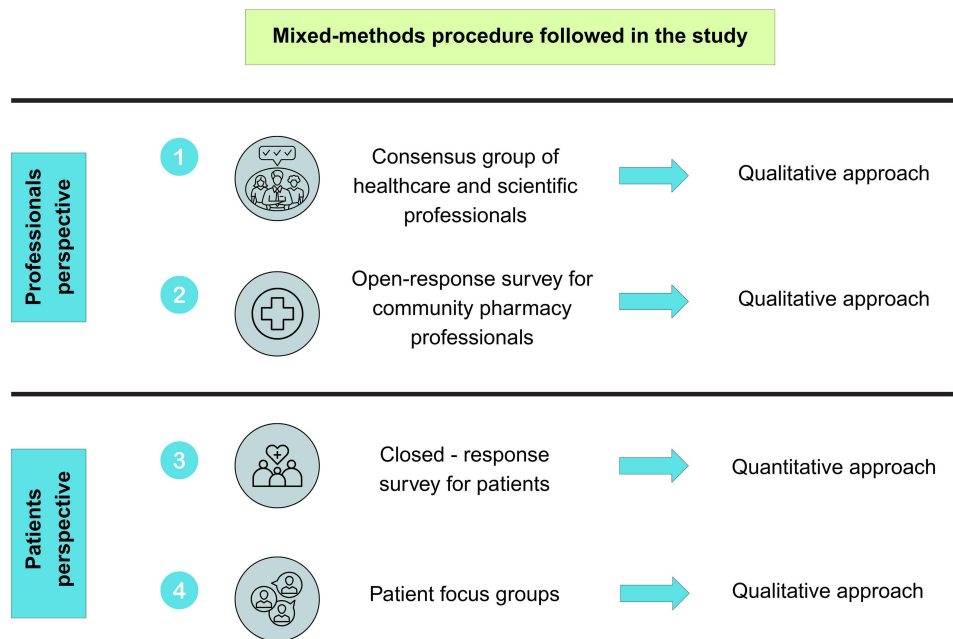 Mixed-methods procedure followed in the study
Professionals
perspective
1
Consensus group of
healthcare and scientific
professionals
Qualitative approach
2
Open-response survey for
community pharmacy
professionals
Qualitative approach
Patients
perspective
3
Closed - response
survey for patients
Quantitative approach
4
Patient focus groups
Qualitative approach